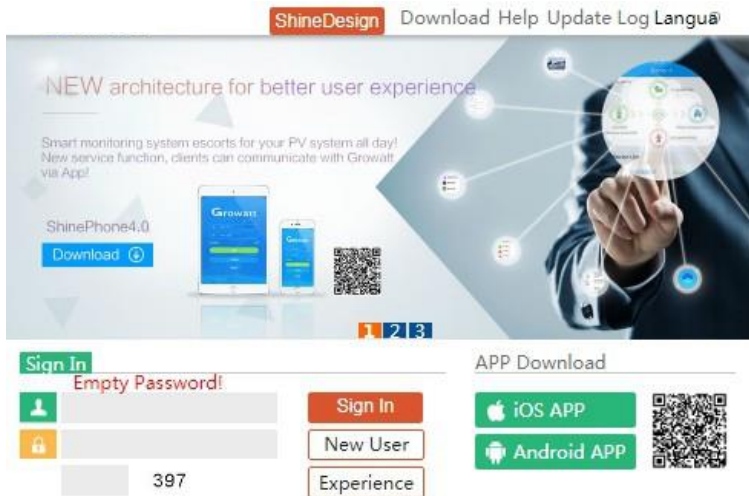 ShineDesign Download Help Update Log Langua
NEW architecture for better user experience
Smart monitoring system escorts for your PV system all day!
New service function, clients can communicate with Growatt
via App!
ShinePhone4.0
Download
Growatt
Growatt
1 2 3
Sign In
APP Download
Empty Password!
Sign In
iOS APP
New User
Android APP
397
Experience